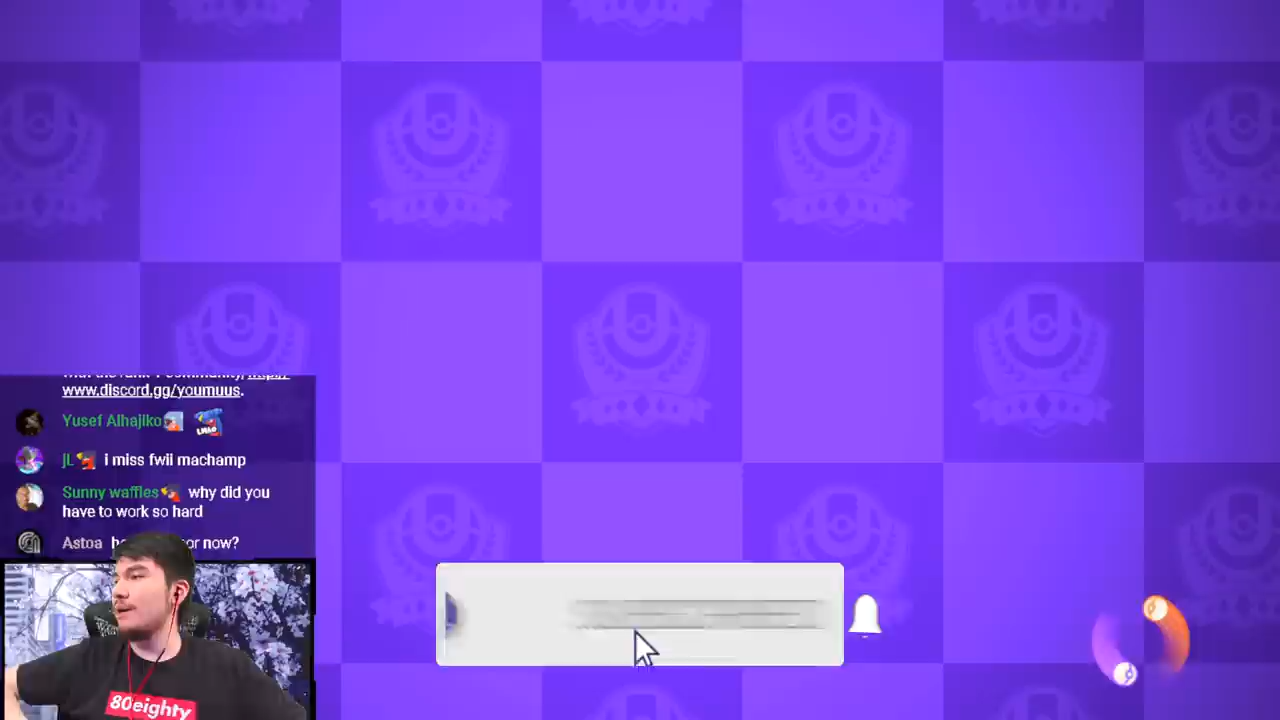 www.discord.gg/youmuus.
Yusef Alhajiko
LMAO
JL i miss fwii machamp
Sunny waffles why did you
have to work so hard
Astoa or now?
80eighty